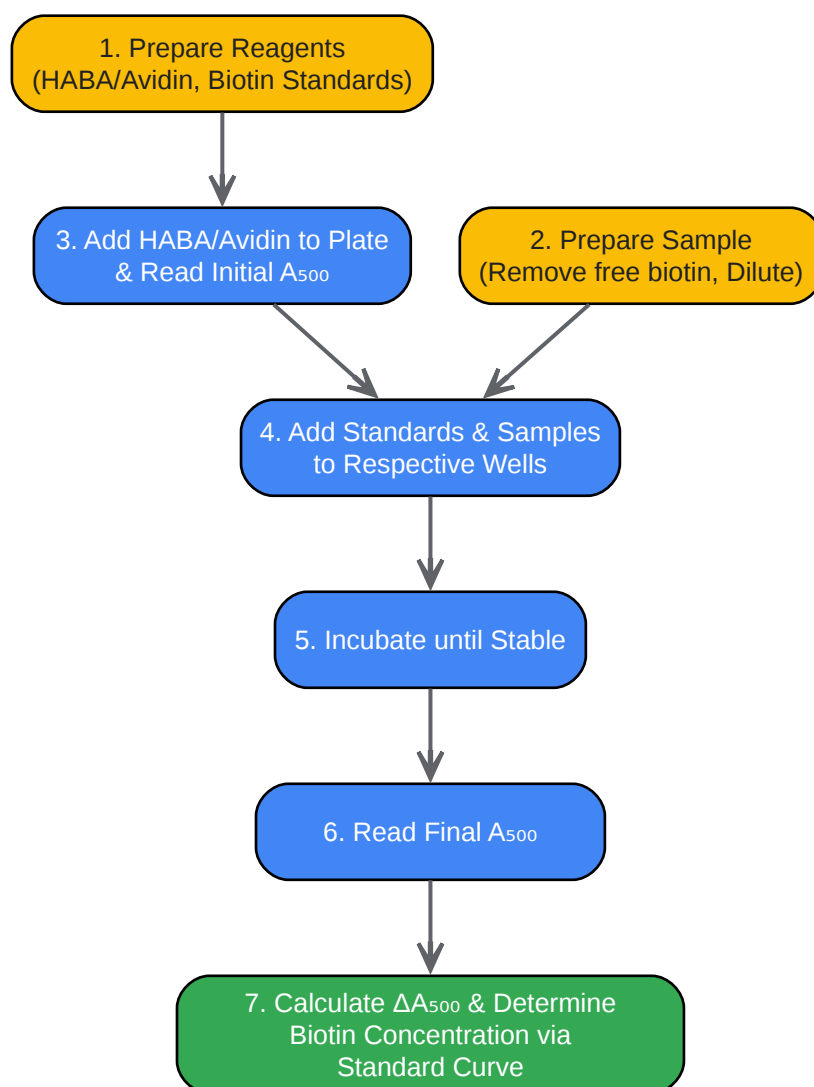 1. Prepare Reagents
(HABA/Avidin, Biotin Standards)
3. Add HABA/Avidin to Plate
& Read Initial A₅₀₀
2. Prepare Sample
(Remove free biotin, Dilute)
4. Add Standards & Samples
to Respective Wells
5. Incubate until Stable
6. Read Final A₅₀₀
7. Calculate ΔA₅₀₀ & Determine
Biotin Concentration via
Standard Curve